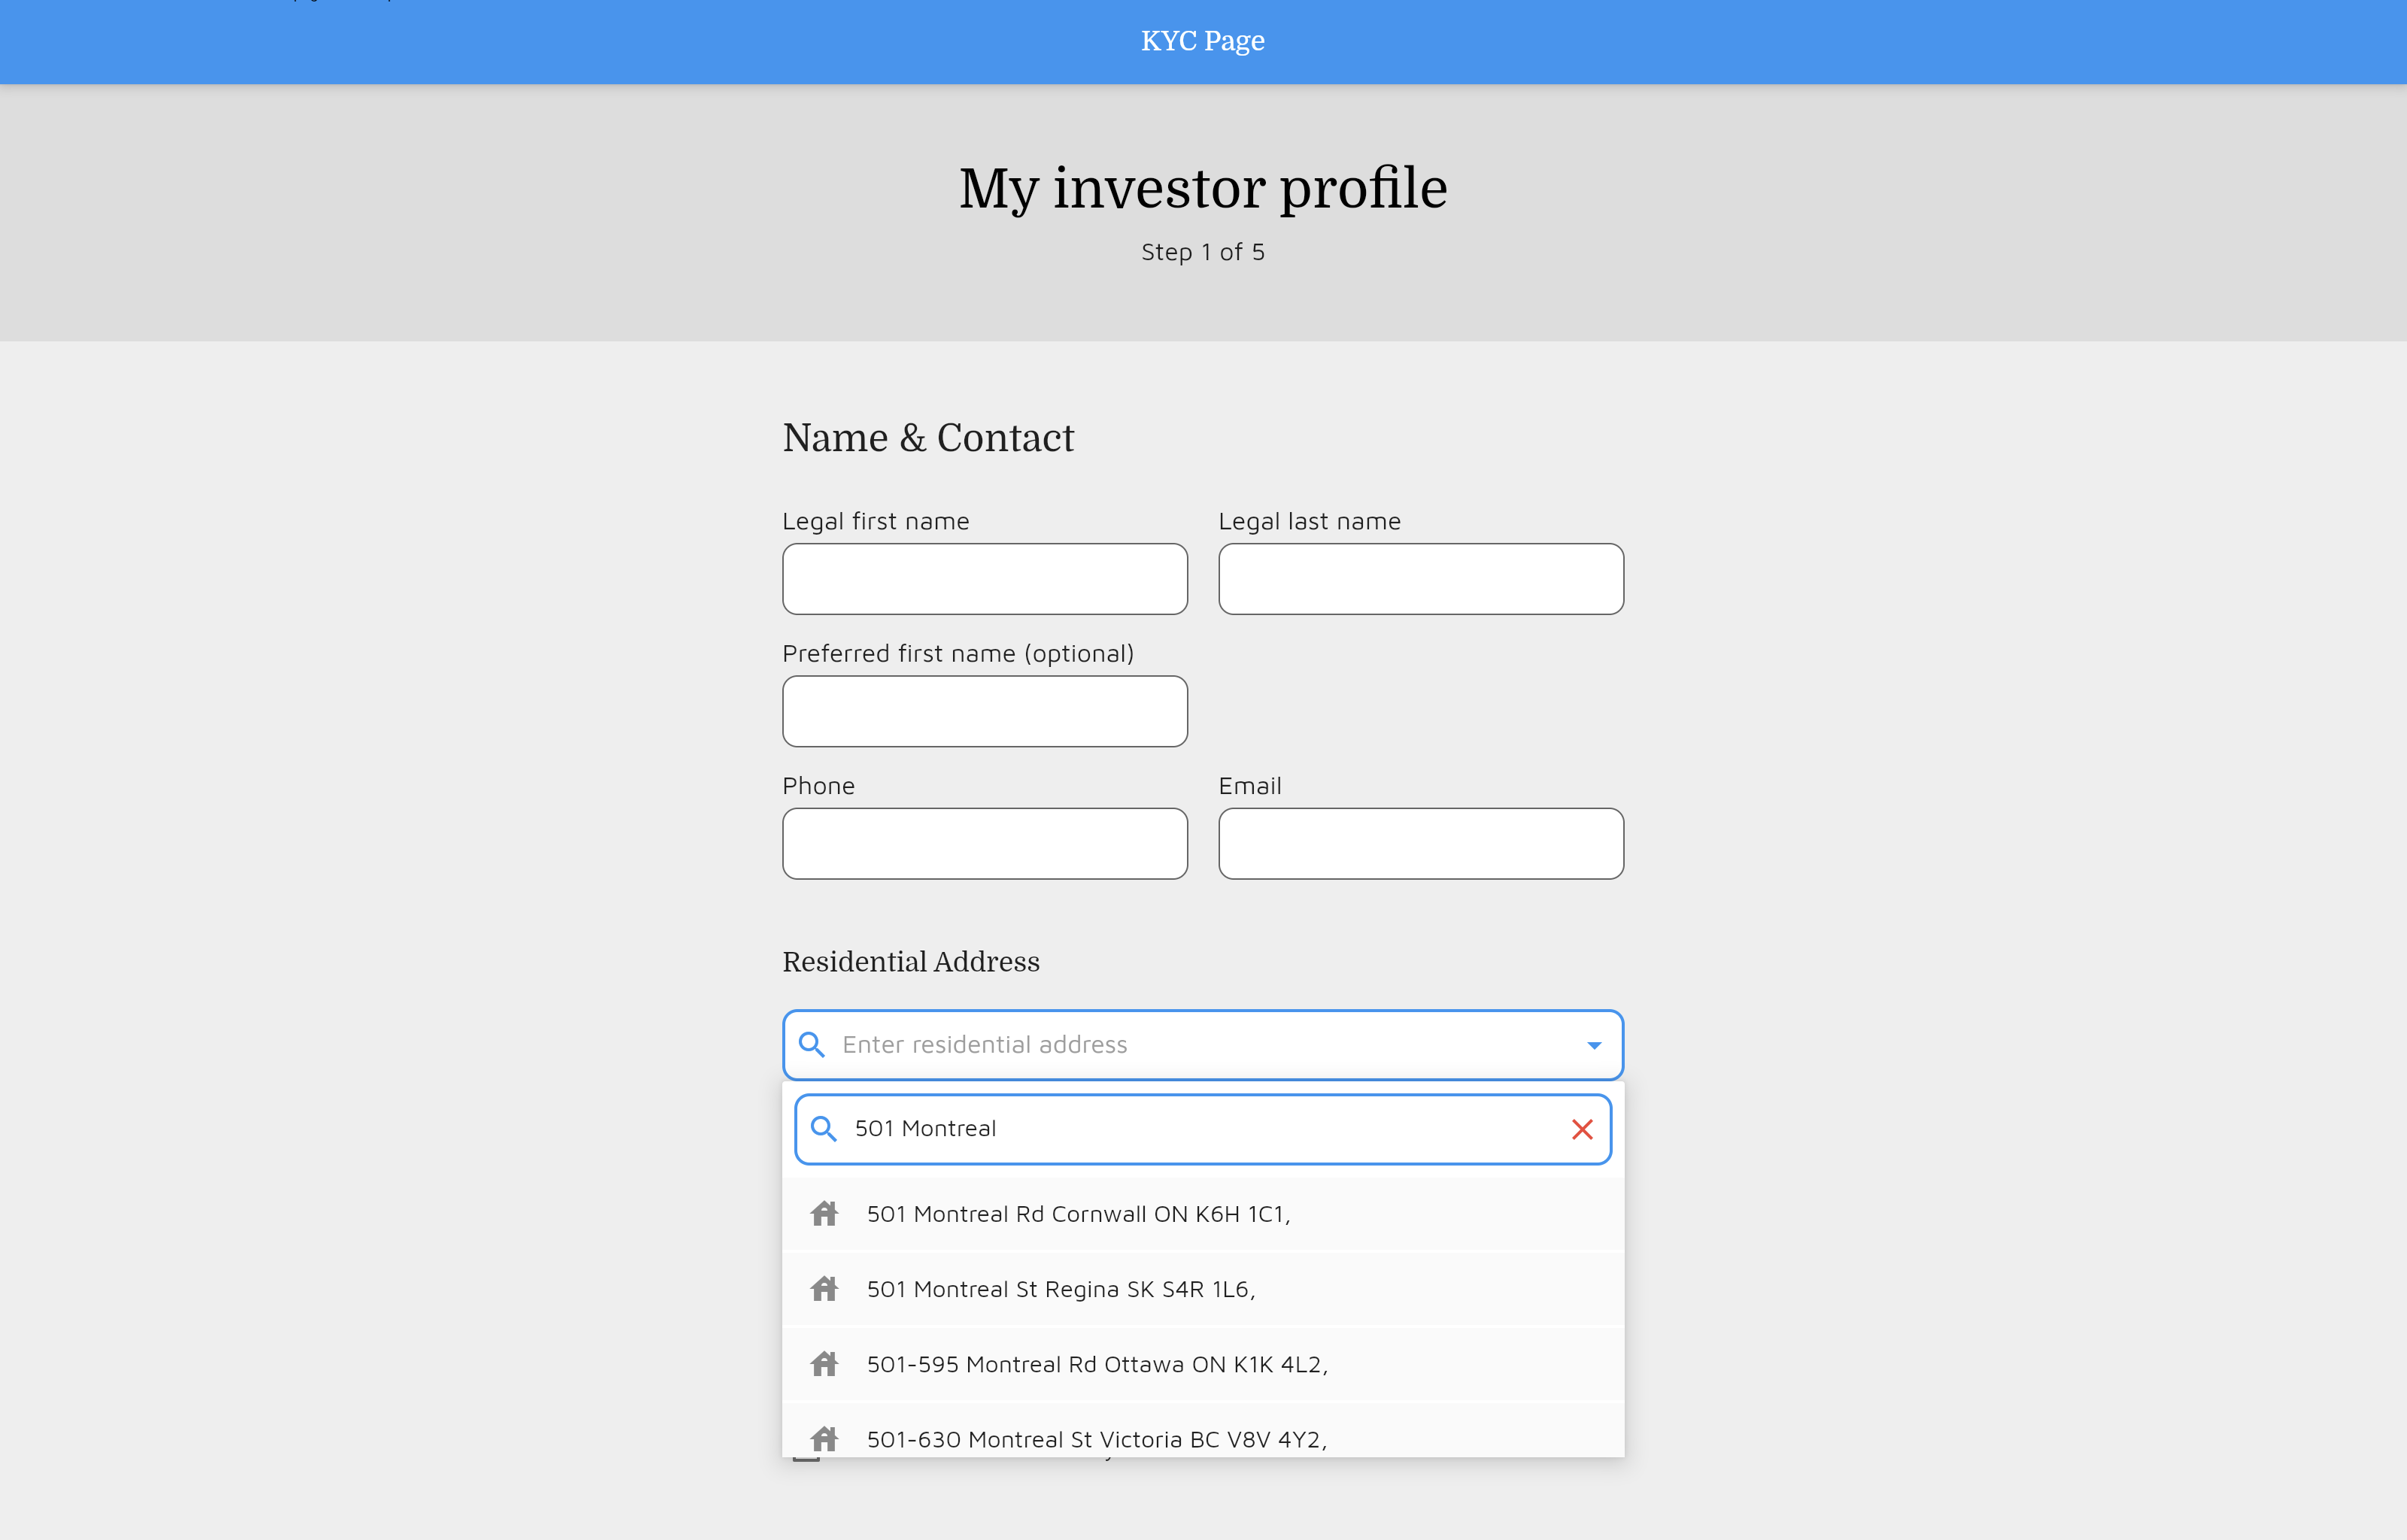 KYC Page
My investor profile
Step 1 of 5
Name & Contact
Legal first name
Legal last name
Preferred first name (optional)
Phone
Email
Residential Address
Enter residential address
501 Montreal
501 Montreal Rd Cornwall ON K6H 1C1,
501 Montreal St Regina SK S4R 1L6,
501-595 Montreal Rd Ottawa ON K1K 4L2,
501-630 Montreal St Victoria BC V8V 4Y2,